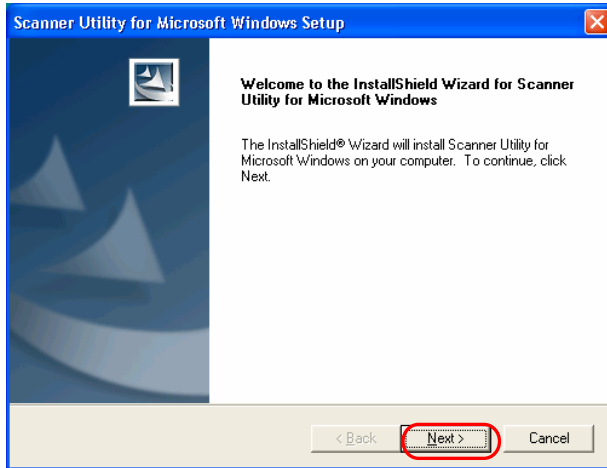 Scanner Utility for Microsoft Windows Setup
Welcome to the InstallShield Wizard for Scanner
Utility for Microsoft Windows
The InstallShield® Wizard will install Scanner Utility for
Microsoft Windows on your computer.  To continue, click
Next.
< Back
Next >
Cancel